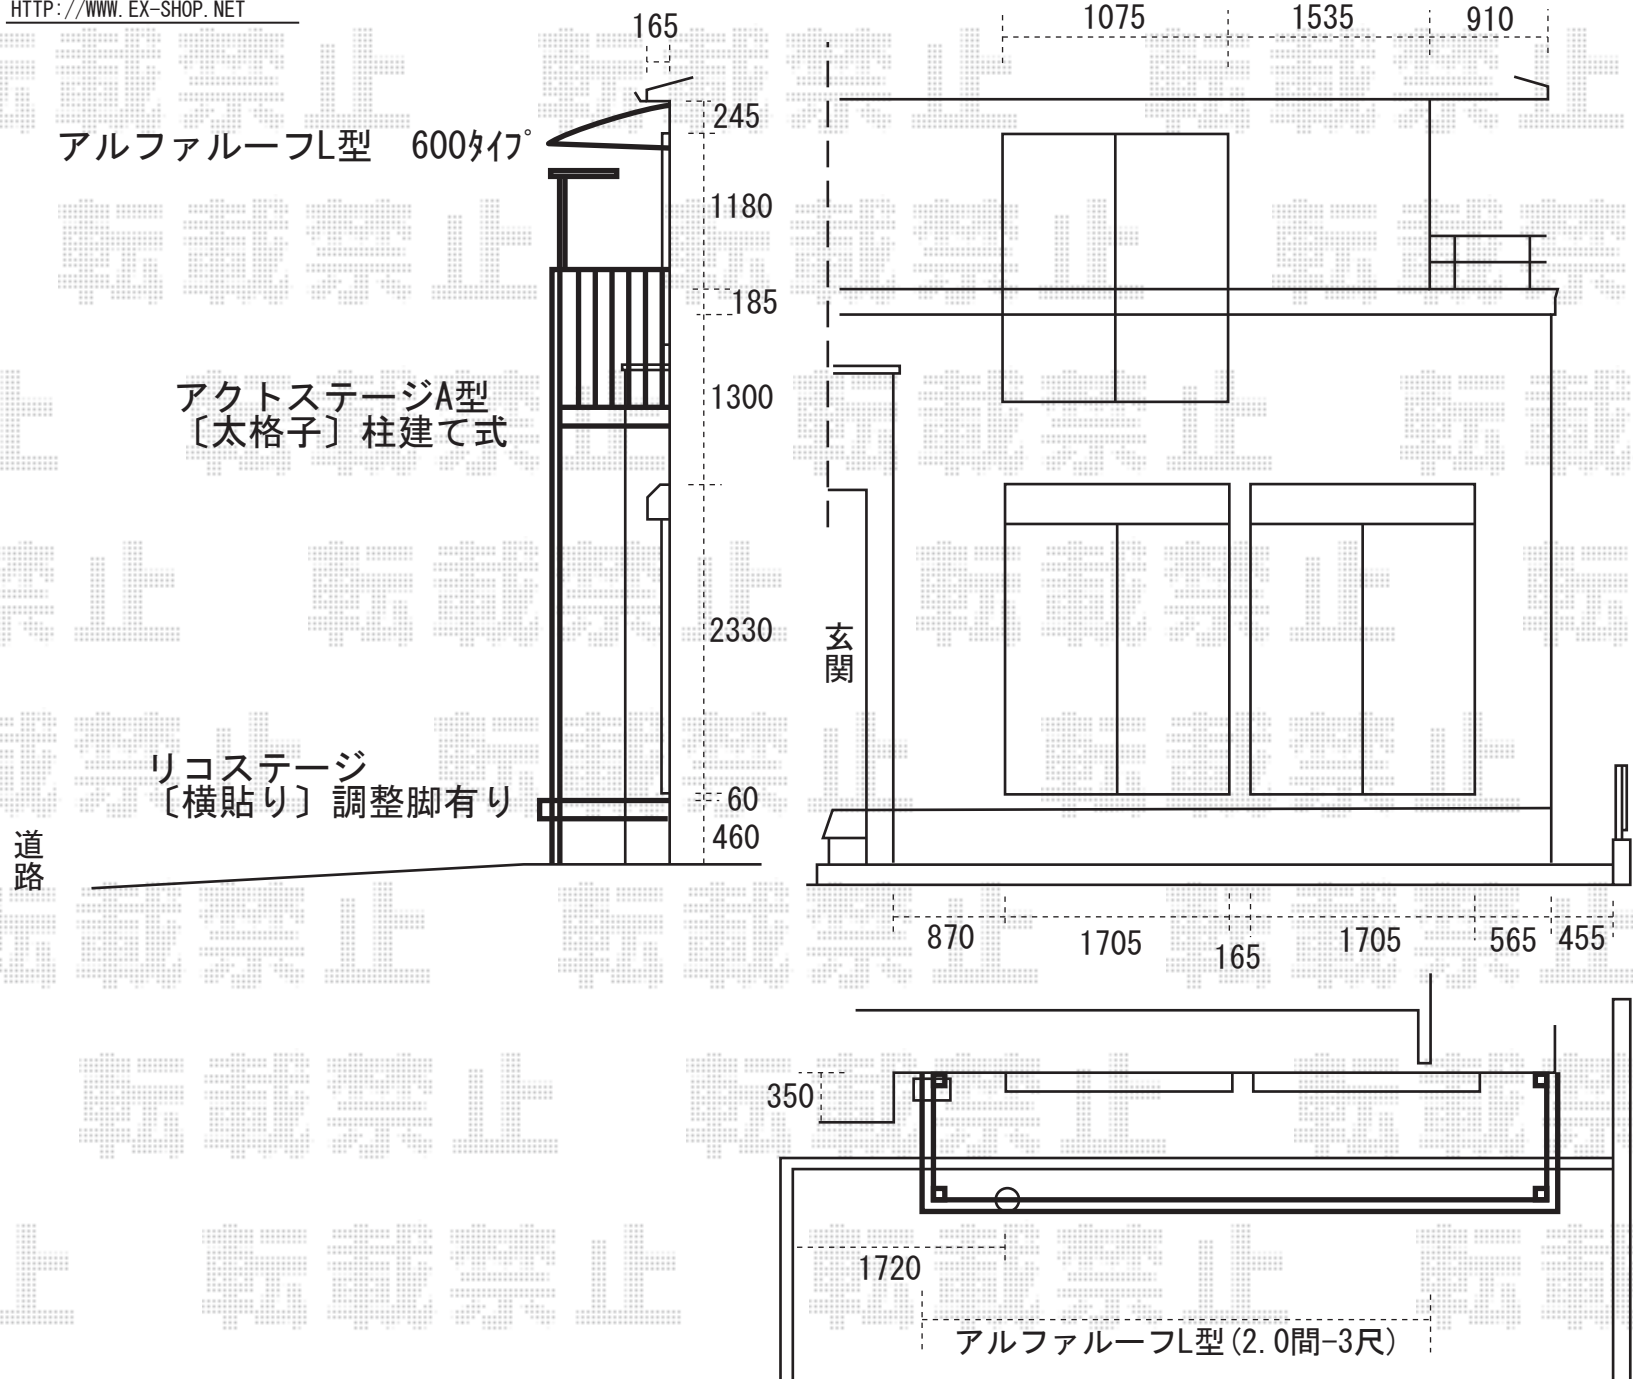 HTTP://WWW.EX-SHOP.NET
165
1075
1535
910
245
アルファルーフL型 600ﾀｲﾌﾟ
1180
185
アクトステージA型
〔太格子〕柱建て式
1300
2330
玄関
リコステージ
〔横貼り〕調整脚有り
60
460
道路
870
1705
165
1705
565
455
350
1720
アルファルーフL型(2.0間-3尺)
転載禁止